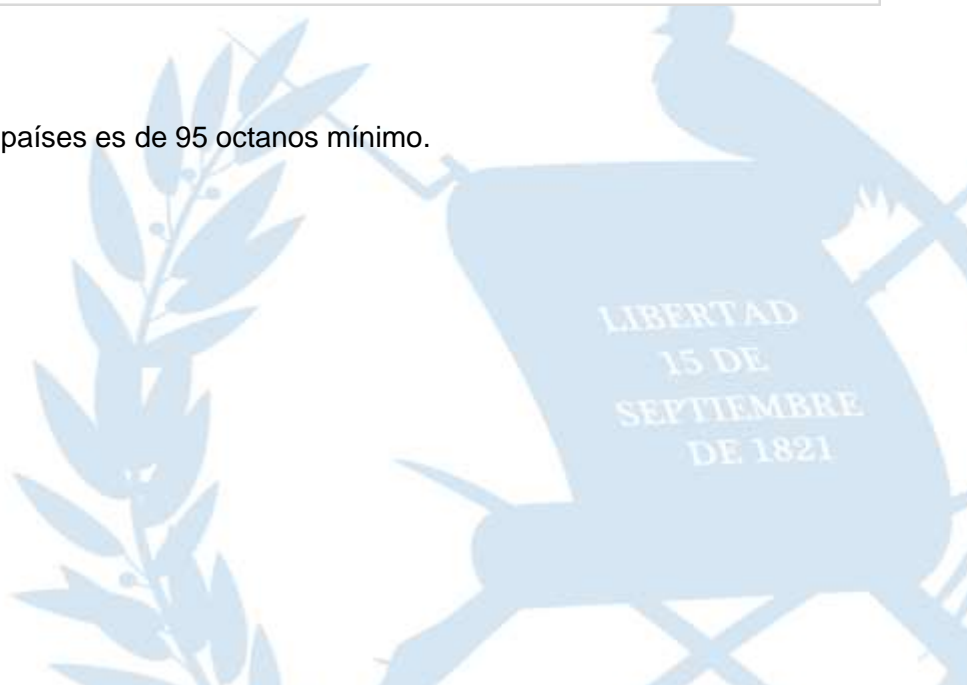 países es de 95 octanos mínimo.
LIBERTAD
15 DE
SEPTIEMBRE
DE 1821